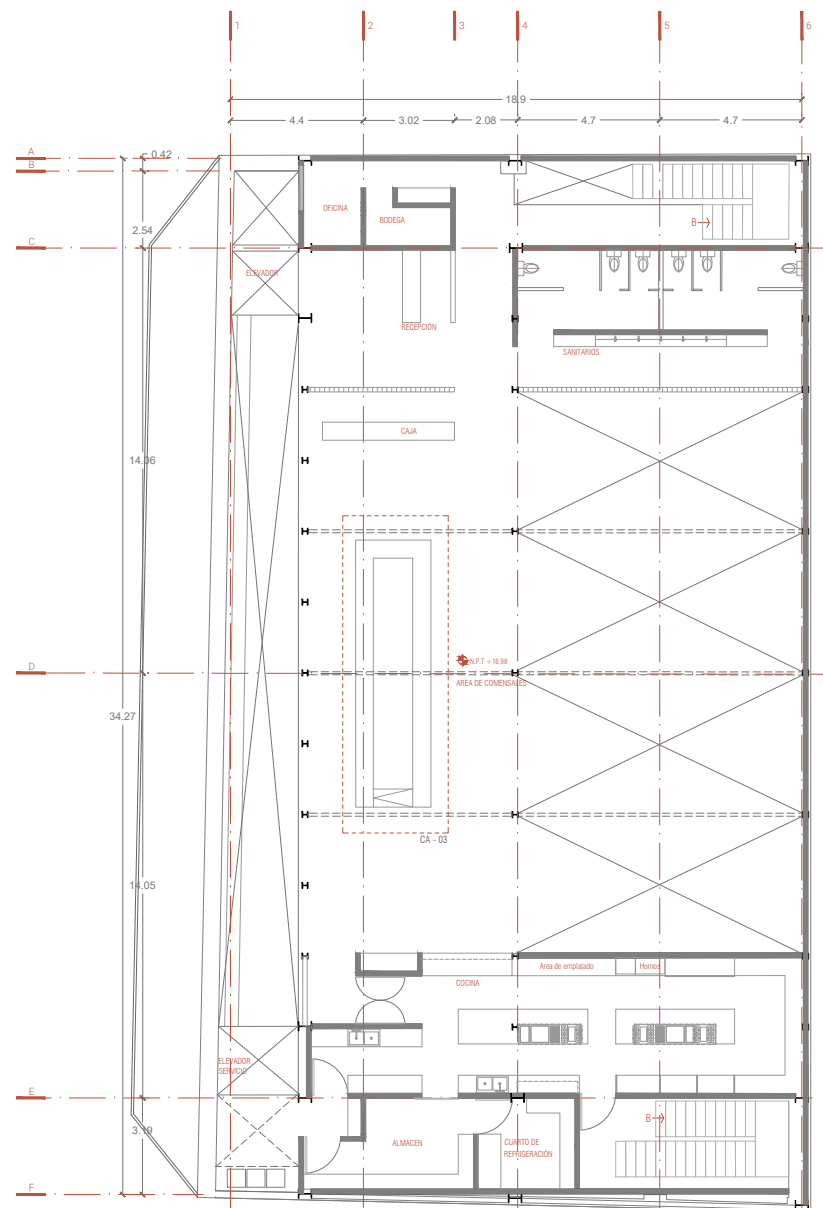 1
2
3
4
5
6
18.9
4.4
3.02
2.08
4.7
4.7
A
0.42
B
OFICINA
BODEGA
B
2.54
C
ELEVADOR
RECEPCIÓN
SANITARIOS
CAJA
14.06
N.P.T +16.98
D
AREA DE COMENSALES
34.27
CA - 03
14.05
Area de emplatado
Hornos
COCINA
ELEVADOR
SERVICIO
E
B
3.19
ALMACEN
CUARTO DE
REFRIGERACIÓN
F